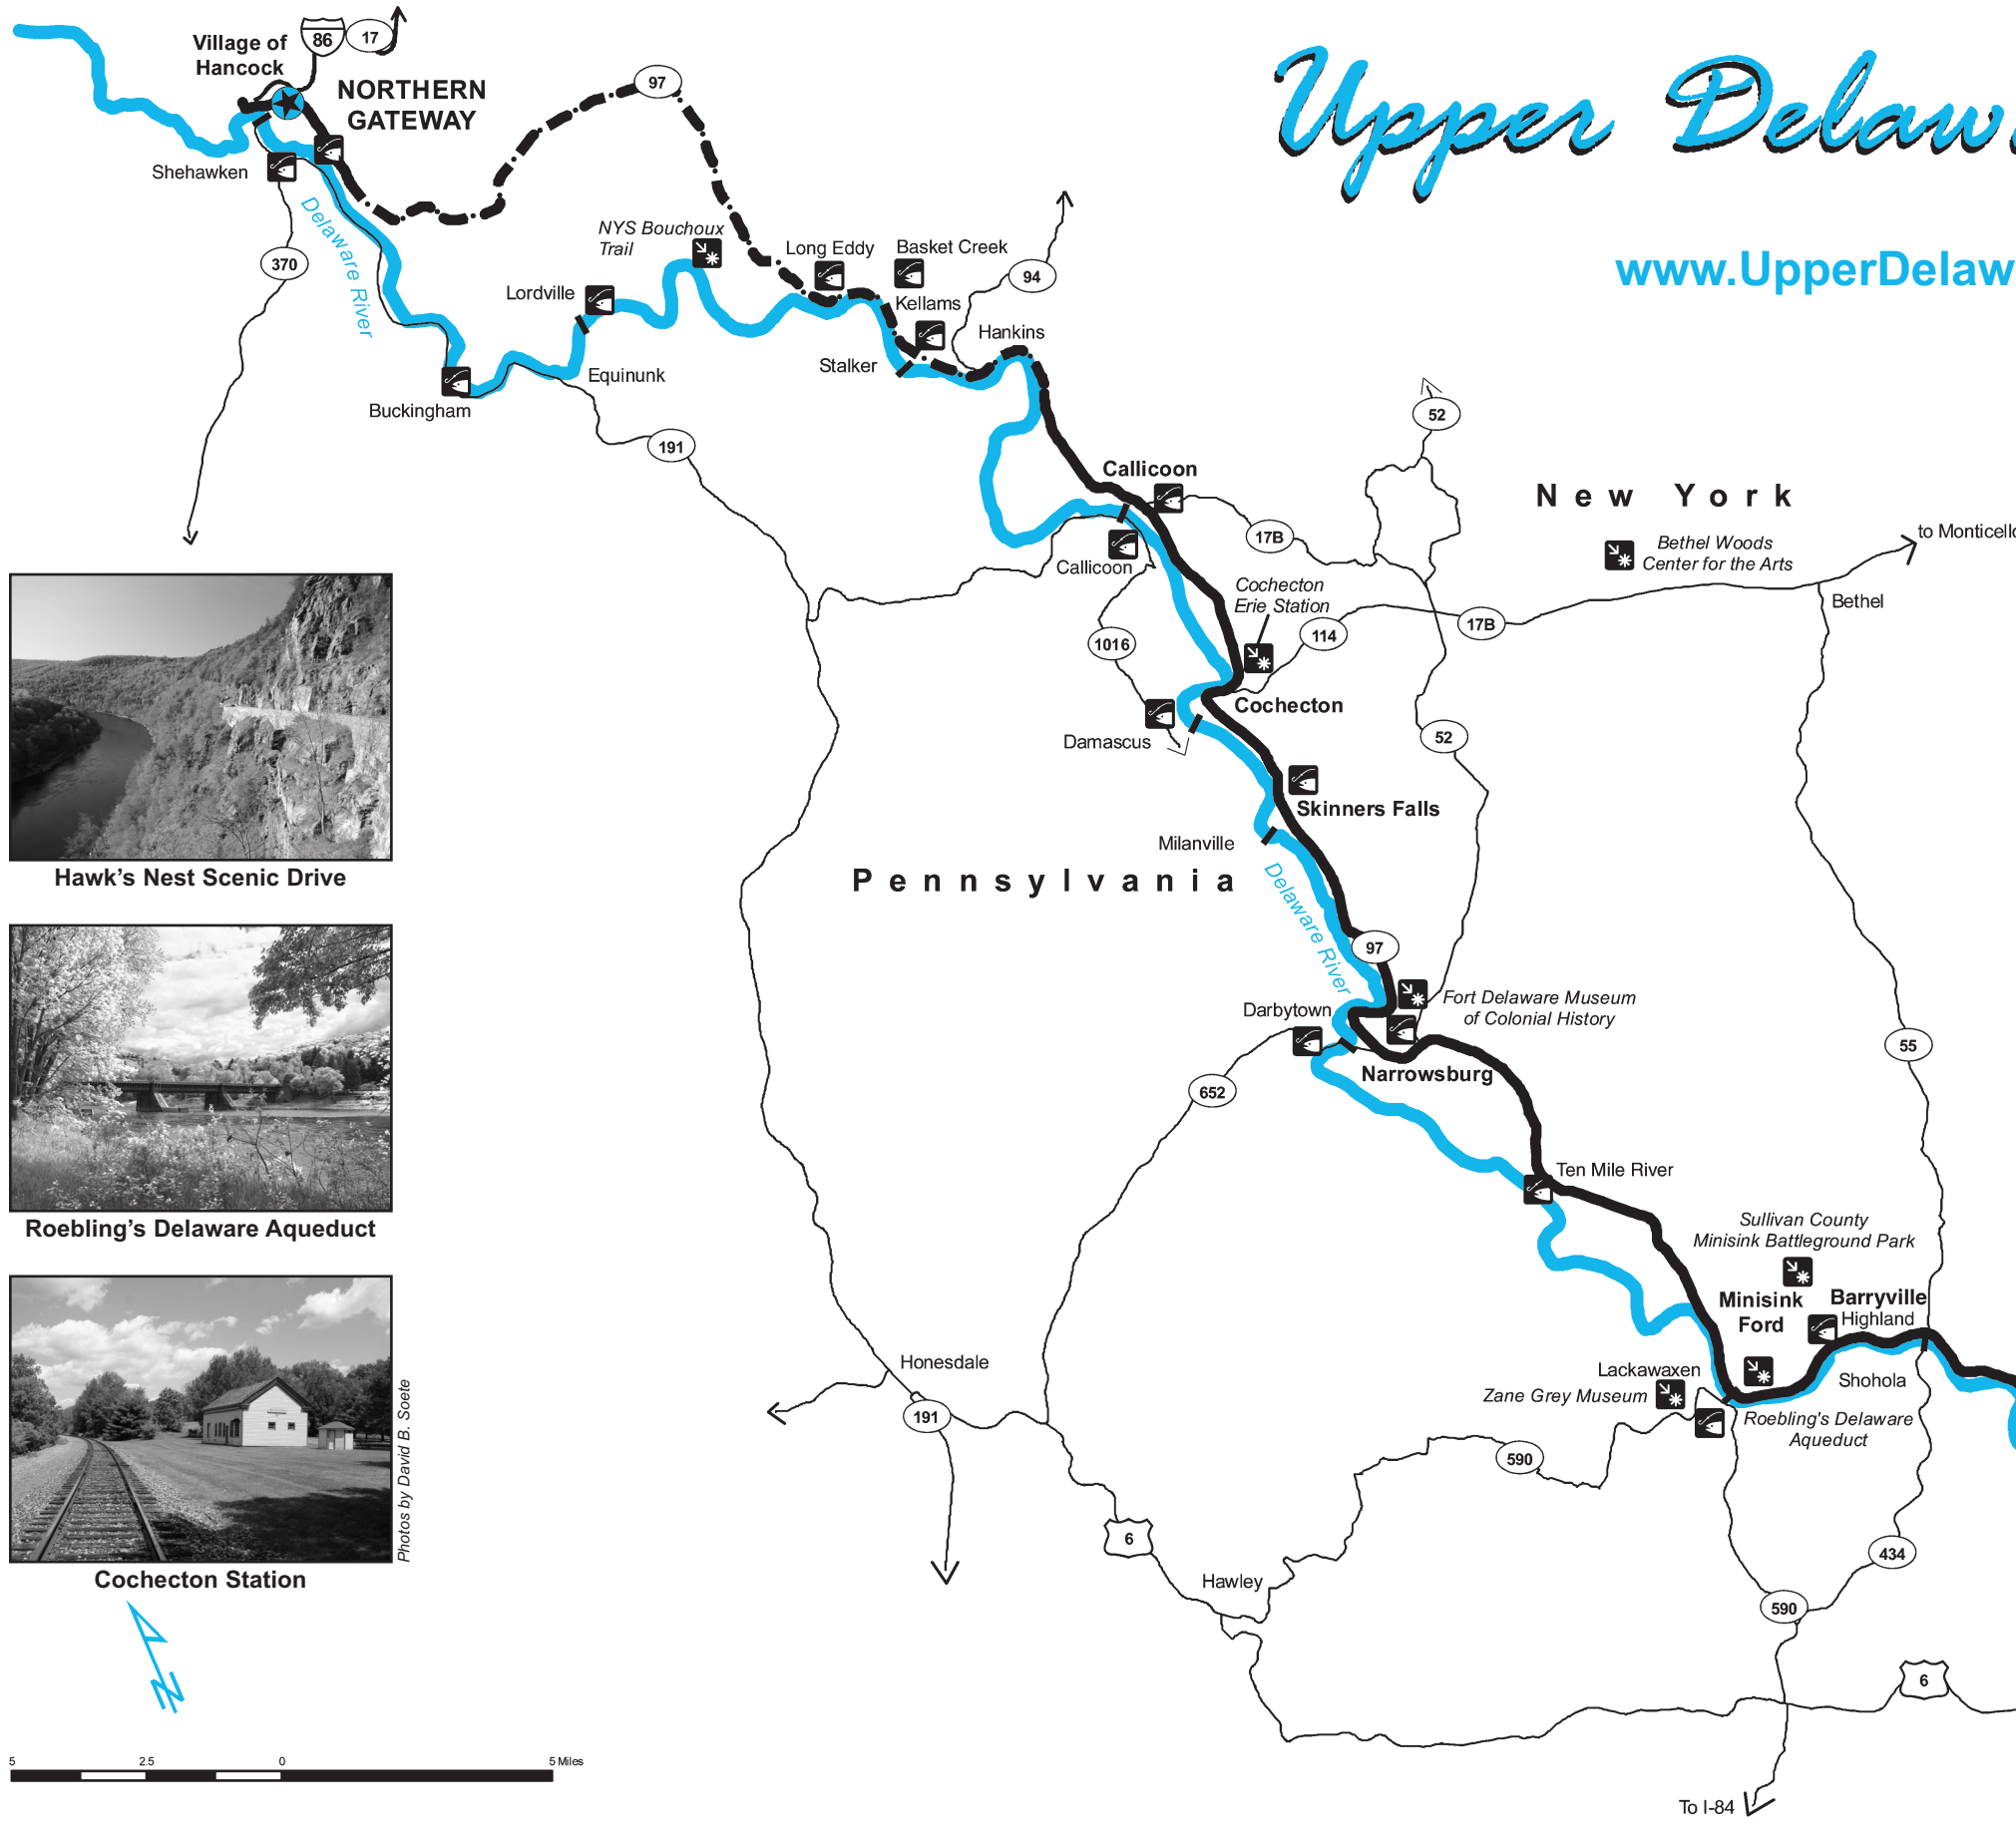 Village of
Hancock
86
17
NORTHERN
GATEWAY
97
Upper
www.UpperDelaw
Shehawken
Delaware River
370
NYS Bouchoux
Trail
Long Eddy
Basket Creek
94
Lordville
Kellams
Hankins
Stalker
Equinunk
Buckingham
191
52
Callicoon
New York
17B
Bethel Woods
Center for the Arts
Callicoon
Cochecton
Erie Station
Bethel
1016
114
17B
Cochecton
Damascus
52
Skinners Falls
Milanville
Pennsylvania
Delaware River
97
Fort Delaware Museum
of Colonial History
Darbytown
55
Narrowsburg
652
Ten Mile River
Sullivan County
Minisink Battleground Park
Minisink
Ford
Barryville
Highland
Honesdale
Lackawaxen
Shohola
Zane Grey Museum
191
Roebling's Delaware
Aqueduct
590
6
434
Hawley
590
6
To I-84
Hawk's Nest Scenic Drive
Roebling's Delaware Aqueduct
Cochecton Station
Photos by David B. Soete
N
5 2.5 0 5 Miles